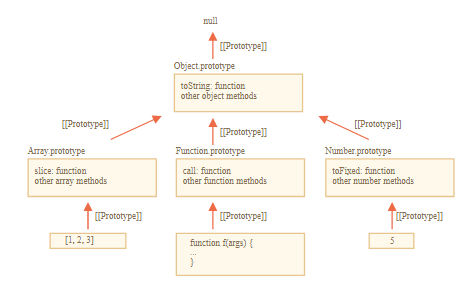 null
[[Prototype]]
Object.prototype
toString: function
other object methods
[[Prototype]]
[[Prototype]]
[[Prototype]]
Array.prototype
Function.prototype
Number.prototype
slice: function
other array methods
call: function
other function methods
toFixed: function
other number methods
[[Prototype]]
[[Prototype]]
[[Prototype]]
[1, 2, 3]
function f(args) {
...
}
5